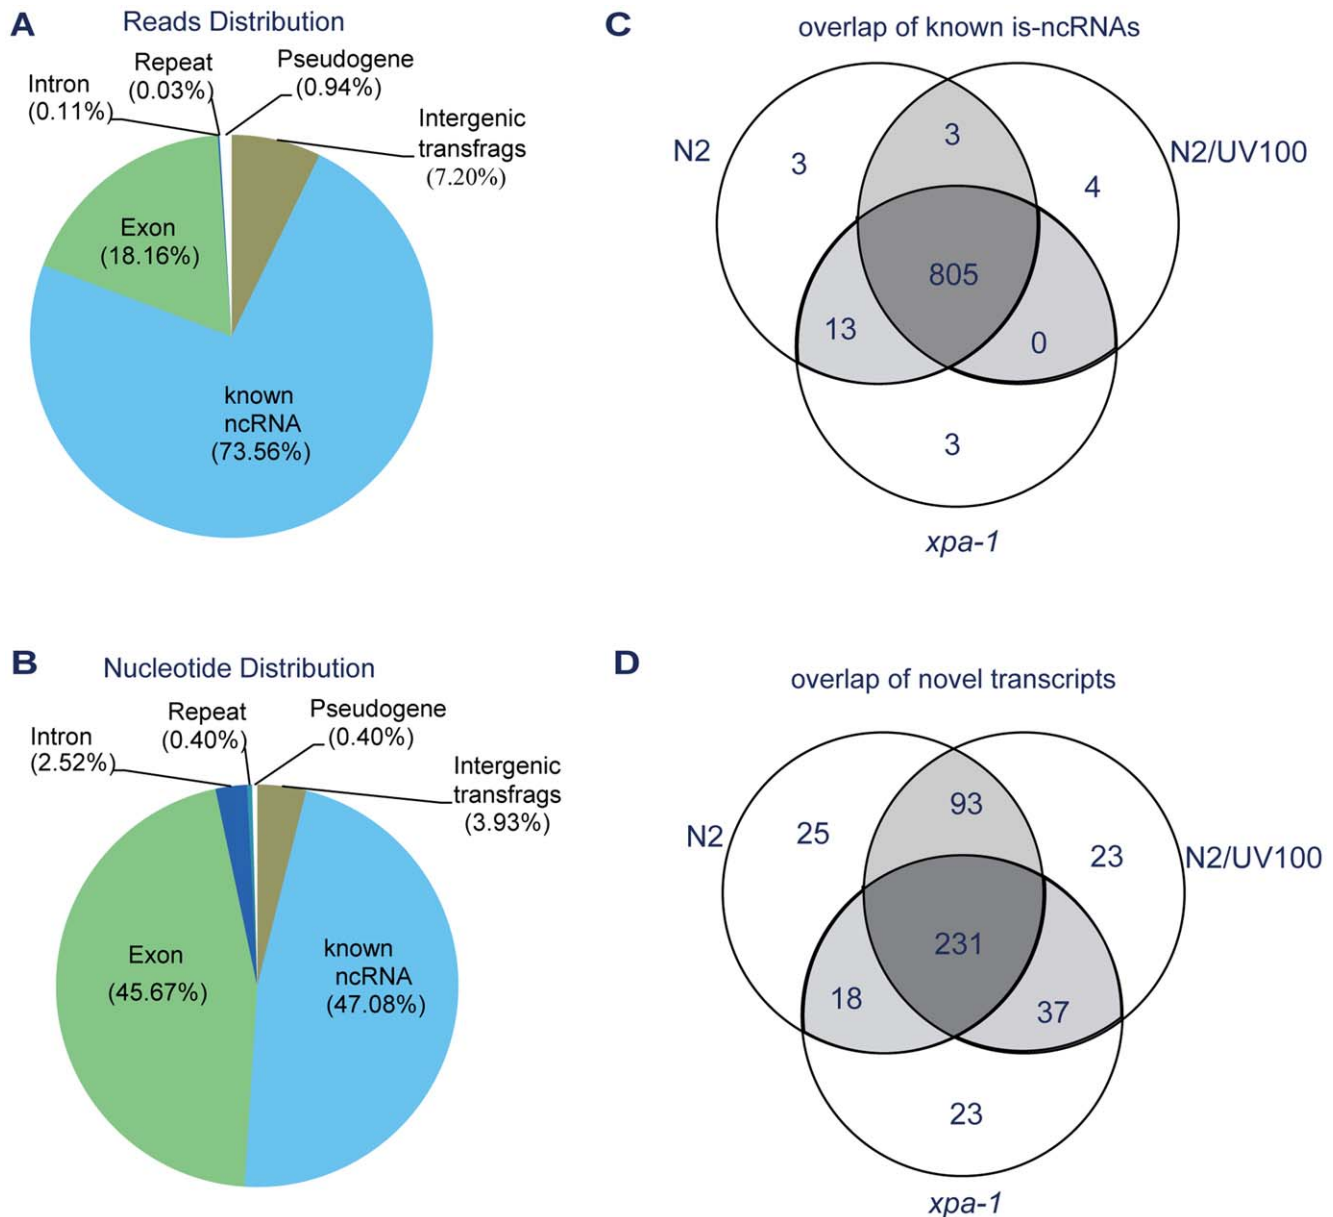 A
Reads Distribution
Repeat
(0.03%)
Pseudogene
(0.94%)
Intron
(0.11%)
Intergenic
transfrags
(7.20%)
Exon
(18.16%)
known
ncRNA
(73.56%)
C
overlap of known is-ncRNAs
N2
3
3
N2/UV100
4
805
13
0
3
xpa-1
B
Nucleotide Distribution
Repeat
(0.40%)
Pseudogene
(0.40%)
Intron
(2.52%)
Intergenic
transfrags
(3.93%)
Exon
(45.67%)
known
ncRNA
(47.08%)
D
overlap of novel transcripts
N2
25
93
23
N2/UV100
231
18
37
23
xpa-1